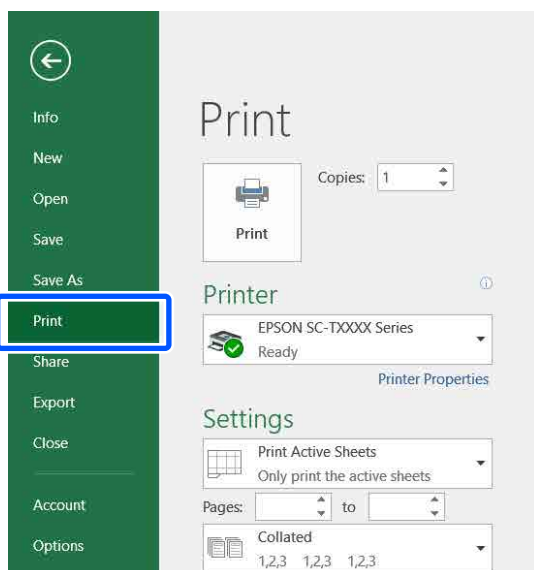 Info
New
Open
Save
Save As
Print
Share
Export
Close
Account
Options
Print
Copies: 1
Print
Printer
EPSON SC-TXXXX Series
Ready
Printer Properties
Settings
Print Active Sheets
Only print the active sheets
Pages: to
Collated
1,2,3 1,2,3 1,2,3